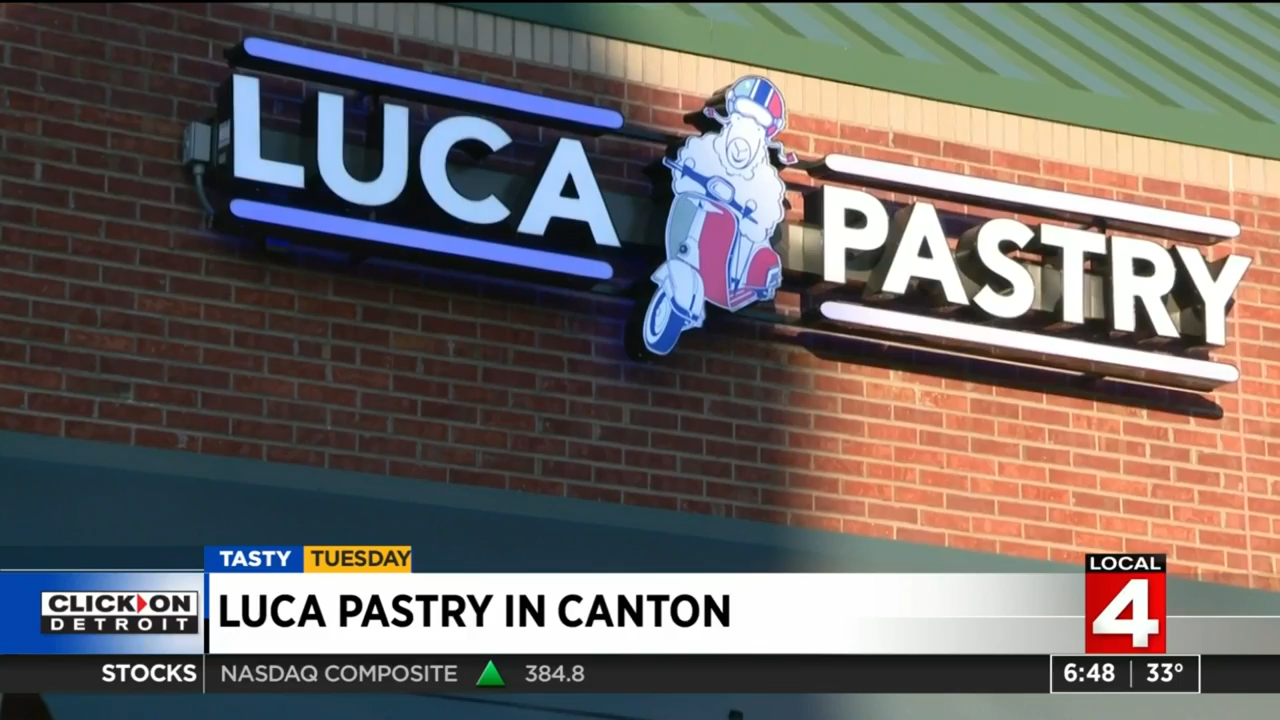 LUCA PASTRY
TASTY TUESDAY
CLICK ON
DETROIT
LUCA PASTRY IN CANTON
LOCAL
4
STOCKS NASDAQ COMPOSITE 384.8
6:48 33°